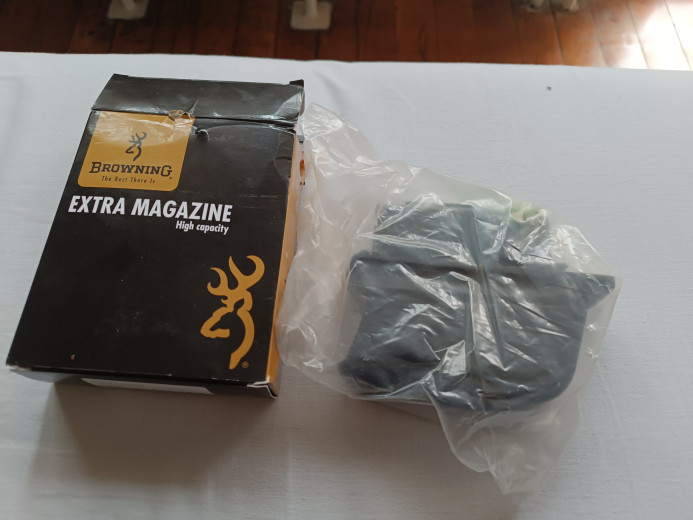 BROWNING
The Best There Is
EXTRA MAGAZINE
High capacity